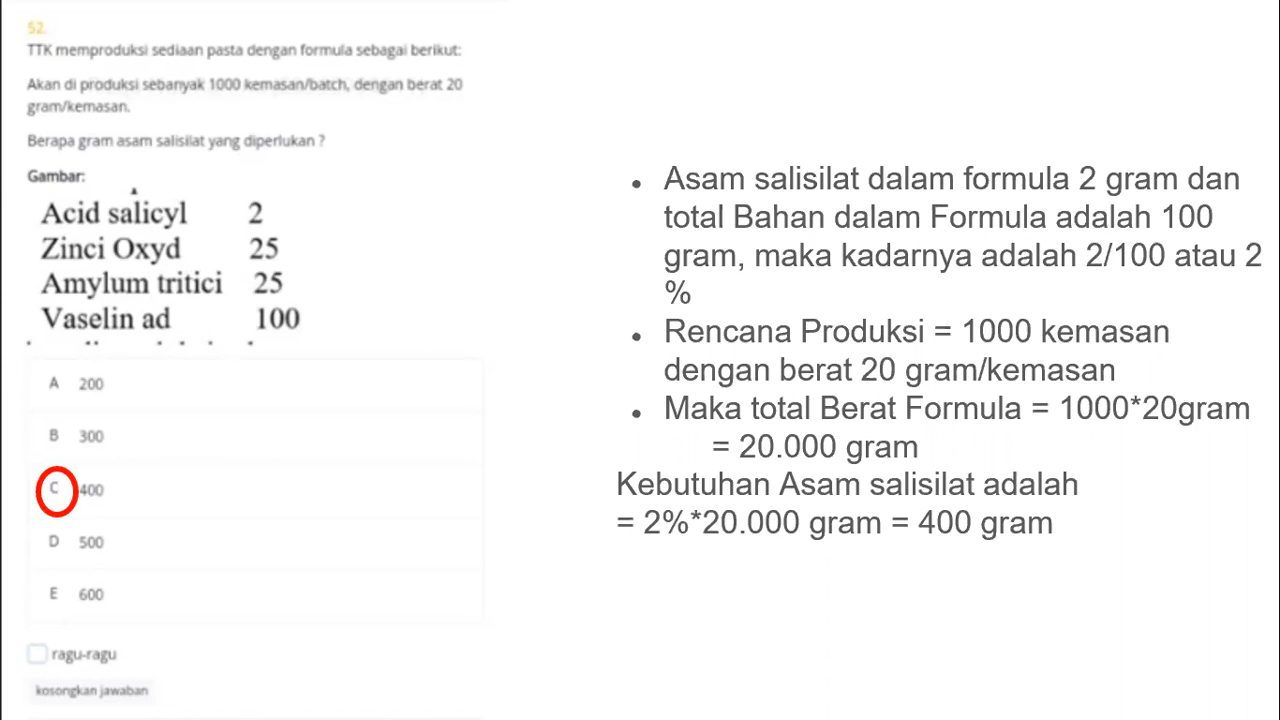 52.
TTK memproduksi sediaan pasta dengan formula sebagai berikut:
Akan di produksi sebanyak 1000 kemasan/batch, dengan berat 20
gram/kemasan.
Berapa gram asam salisilat yang diperlukan ?
Gambar:
Acid salicyl 2
Zinci Oxyd 25
Amylum tritici 25
Vaselin ad 100
A 200
B 300
C 400
D 500
E 600
ragu-ragu
kosongkan jawaban
• Asam salisilat dalam formula 2 gram dan
total Bahan dalam Formula adalah 100
gram, maka kadarnya adalah 2/100 atau 2
%
• Rencana Produksi = 1000 kemasan
dengan berat 20 gram/kemasan
• Maka total Berat Formula = 1000*20gram
= 20.000 gram
Kebutuhan Asam salisilat adalah
= 2%*20.000 gram = 400 gram